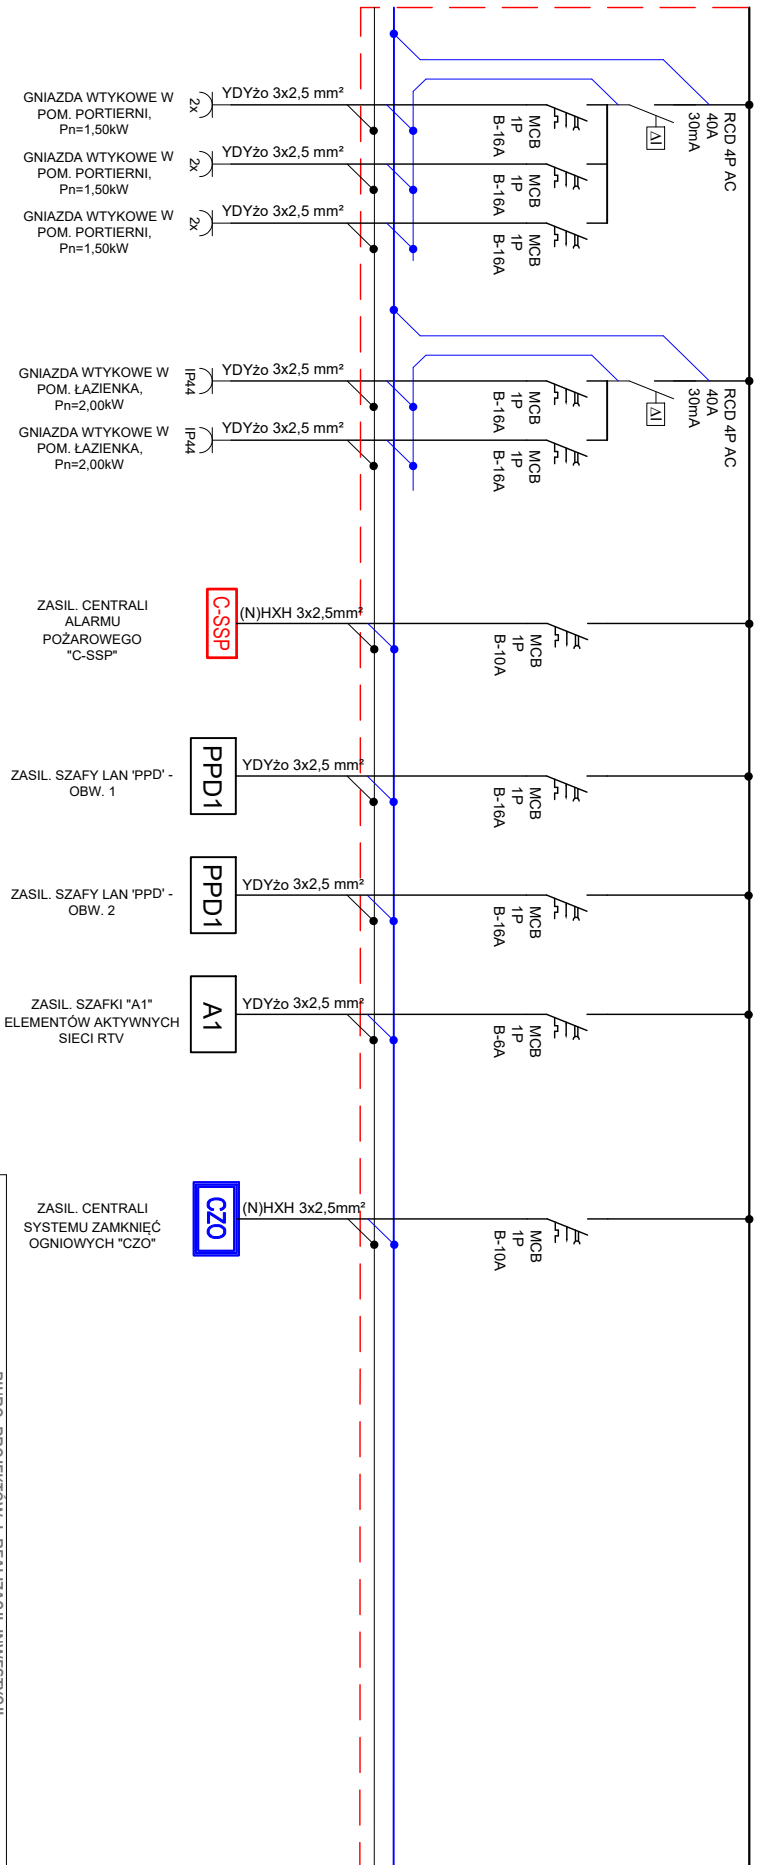 GNIAZDA WTYKOWE W
POM. PORTIERNI,
Pn=1,50kW
2x
YDYżo 3x2,5 mm²
MCB
1P
B-16A
ΔI
RCD 4P AC
40A
30mA
GNIAZDA WTYKOWE W
POM. PORTIERNI,
Pn=1,50kW
2x
YDYżo 3x2,5 mm²
MCB
1P
B-16A
GNIAZDA WTYKOWE W
POM. PORTIERNI,
Pn=1,50kW
2x
YDYżo 3x2,5 mm²
MCB
1P
B-16A
GNIAZDA WTYKOWE W
POM. ŁAZIENKA,
Pn=2,00kW
IP44
YDYżo 3x2,5 mm²
MCB
1P
B-16A
ΔI
RCD 4P AC
40A
30mA
GNIAZDA WTYKOWE W
POM. ŁAZIENKA,
Pn=2,00kW
IP44
YDYżo 3x2,5 mm²
MCB
1P
B-16A
ZASIL. CENTRALI
ALARMU
POŻAROWEGO
"C-SSP"
C-SSP
(N)HXH 3x2,5mm²
MCB
1P
B-10A
ZASIL. SZAFY LAN 'PPD' -
OBW. 1
PPD1
YDYżo 3x2,5 mm²
MCB
1P
B-16A
ZASIL. SZAFY LAN 'PPD' -
OBW. 2
PPD1
YDYżo 3x2,5 mm²
MCB
1P
B-16A
ZASIL. SZAFKI "A1"
ELEMENTÓW AKTYWNYCH
SIECI RTV
A1
YDYżo 3x2,5 mm²
MCB
1P
B-6A
ZASIL. CENTRALI
SYSTEMU ZAMKNIĘĆ
OGNIOWYCH "CZO"
CZO
(N)HXH 3x2,5mm²
MCB
1P
B-10A